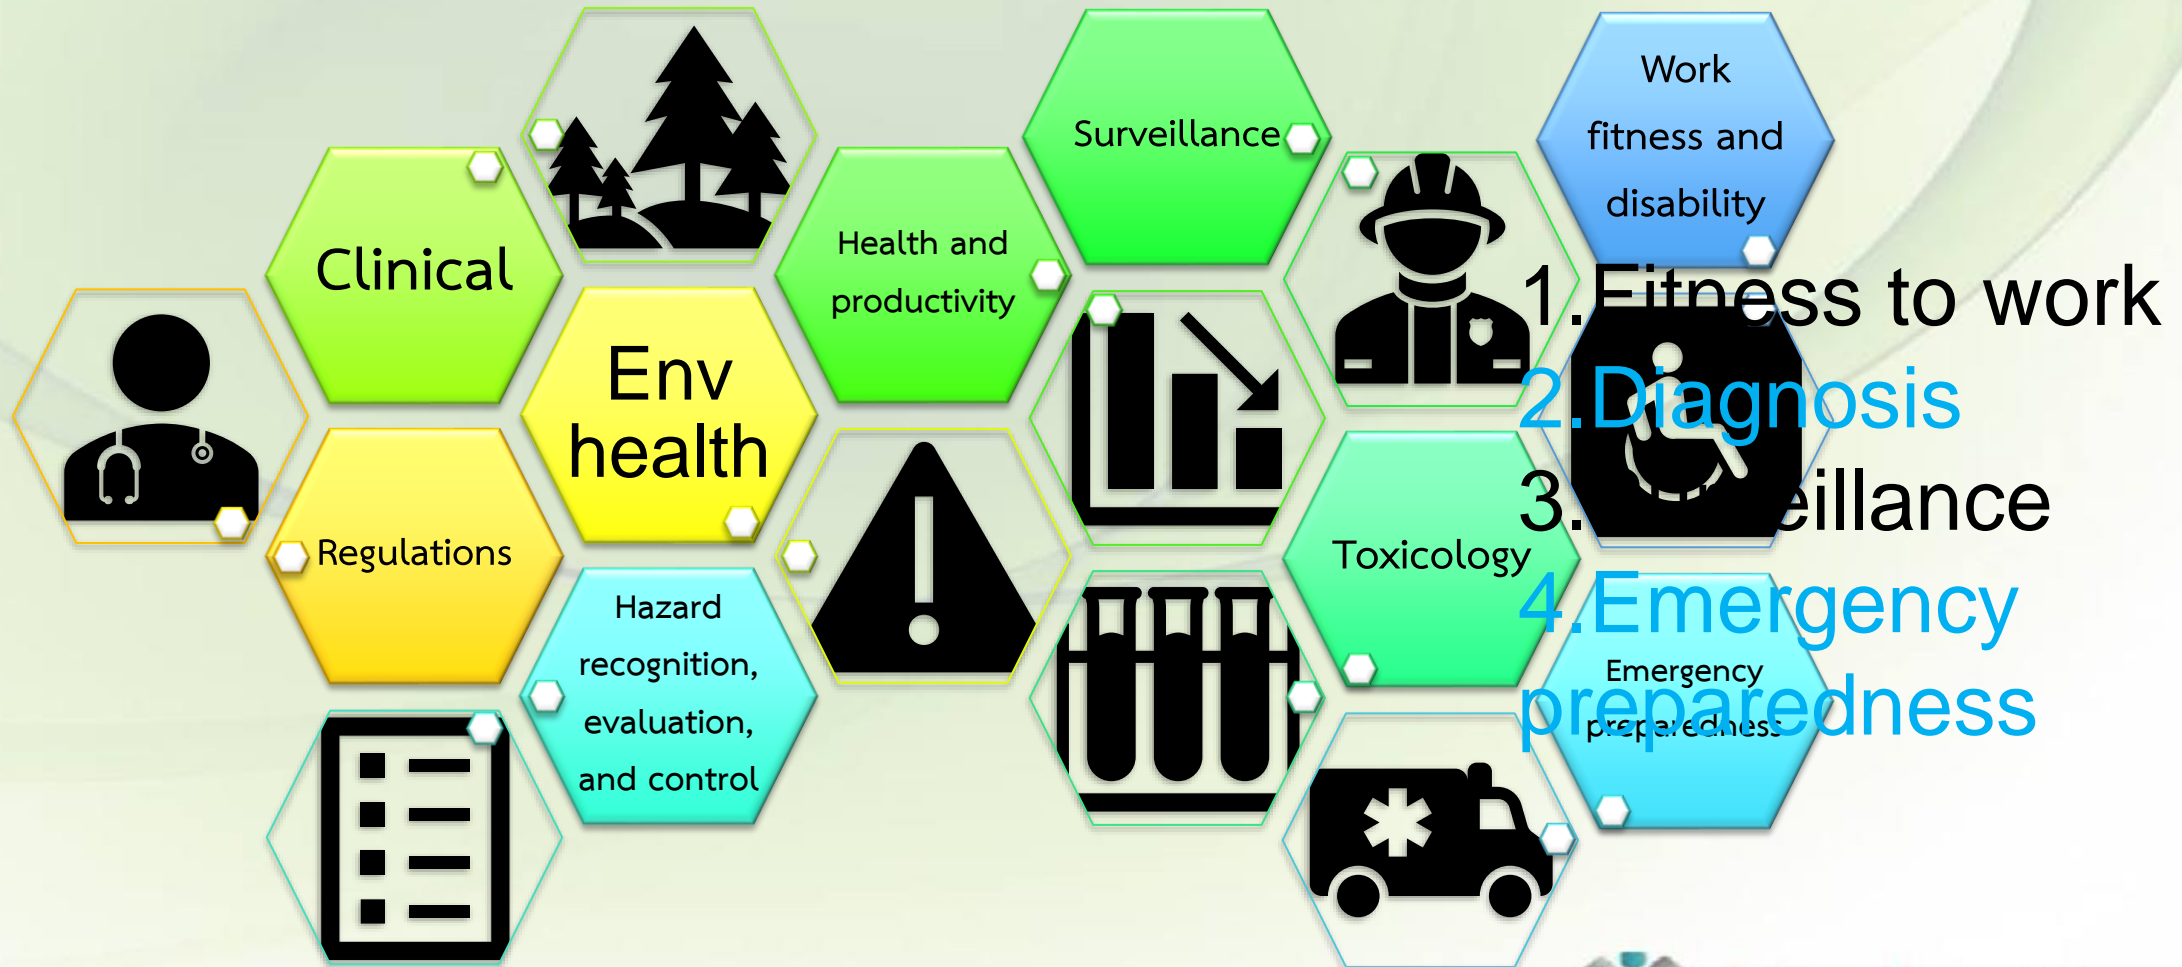 Clinical
Regulations
Env
health
Hazard
recognition,
evaluation,
and control
Health and
productivity
Surveillance
Toxicology
Work
fitness and
disability
Emergency
preparedness
1.Fitness to work
2.Diagnosis
3.
4.Emergency
preparedness